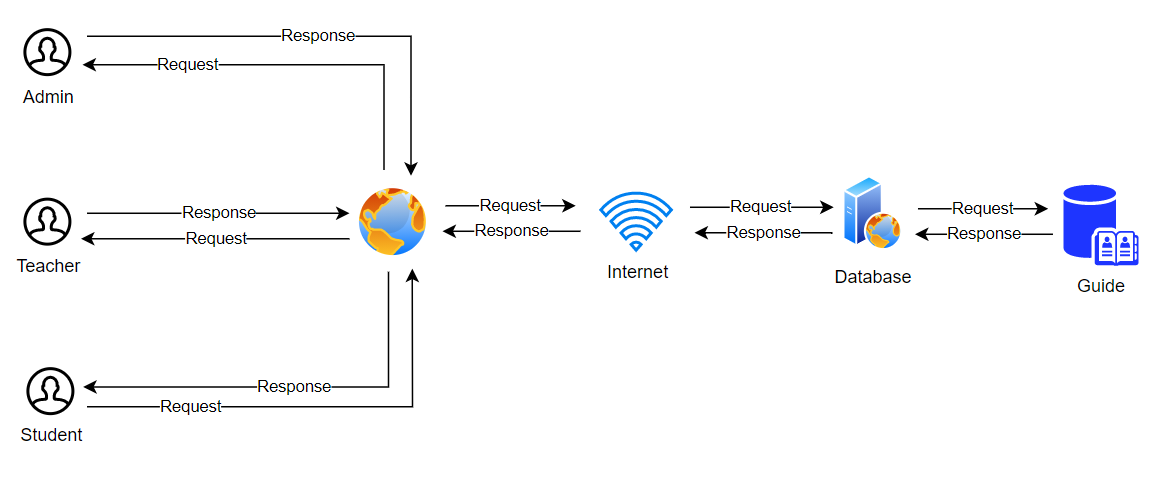 Response
Request
Admin
Response
Request
Teacher
Request
Response
Internet
Request
Response
Database
Request
Response
Guide
Response
Request
Student